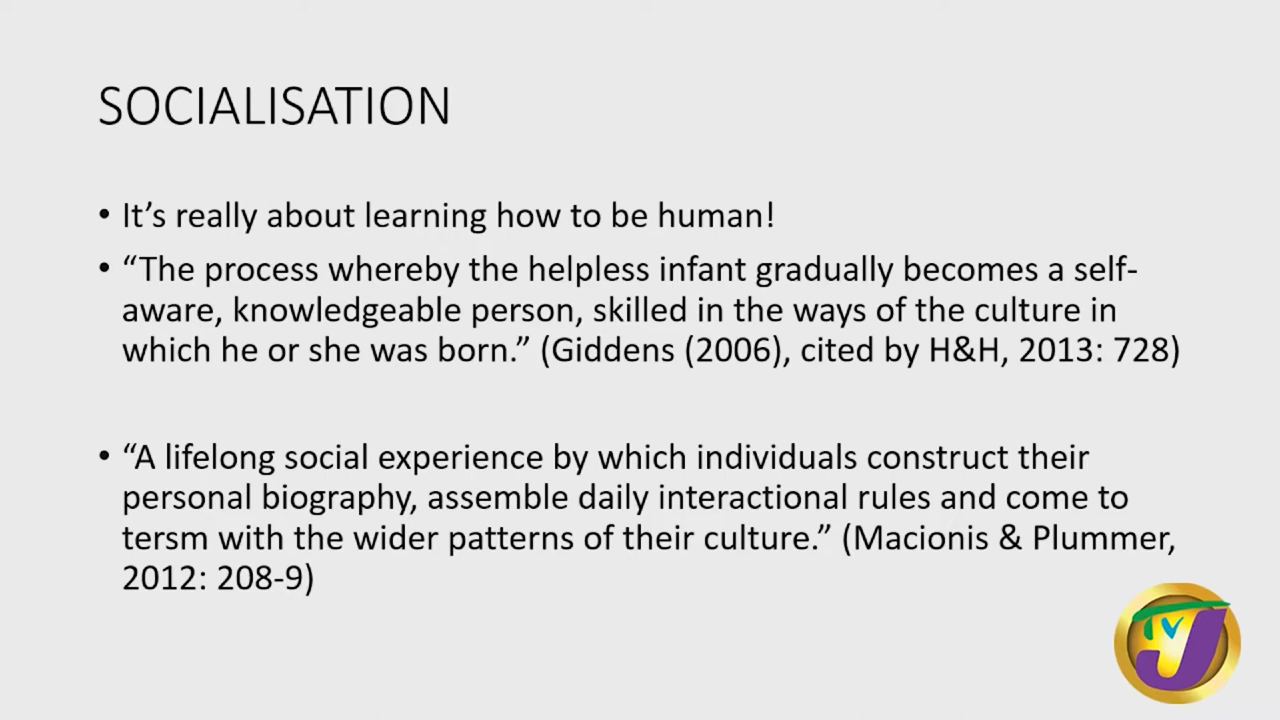 SOCIALISATION
• It’s really about learning how to be human!
• “The process whereby the helpless infant gradually becomes a self-
aware, knowledgeable person, skilled in the ways of the culture in
which he or she was born.” (Giddens (2006), cited by H&H, 2013: 728)
• “A lifelong social experience by which individuals construct their
personal biography, assemble daily interactional rules and come to
tersm with the wider patterns of their culture.” (Macionis & Plummer,
2012: 208-9)
TVJ